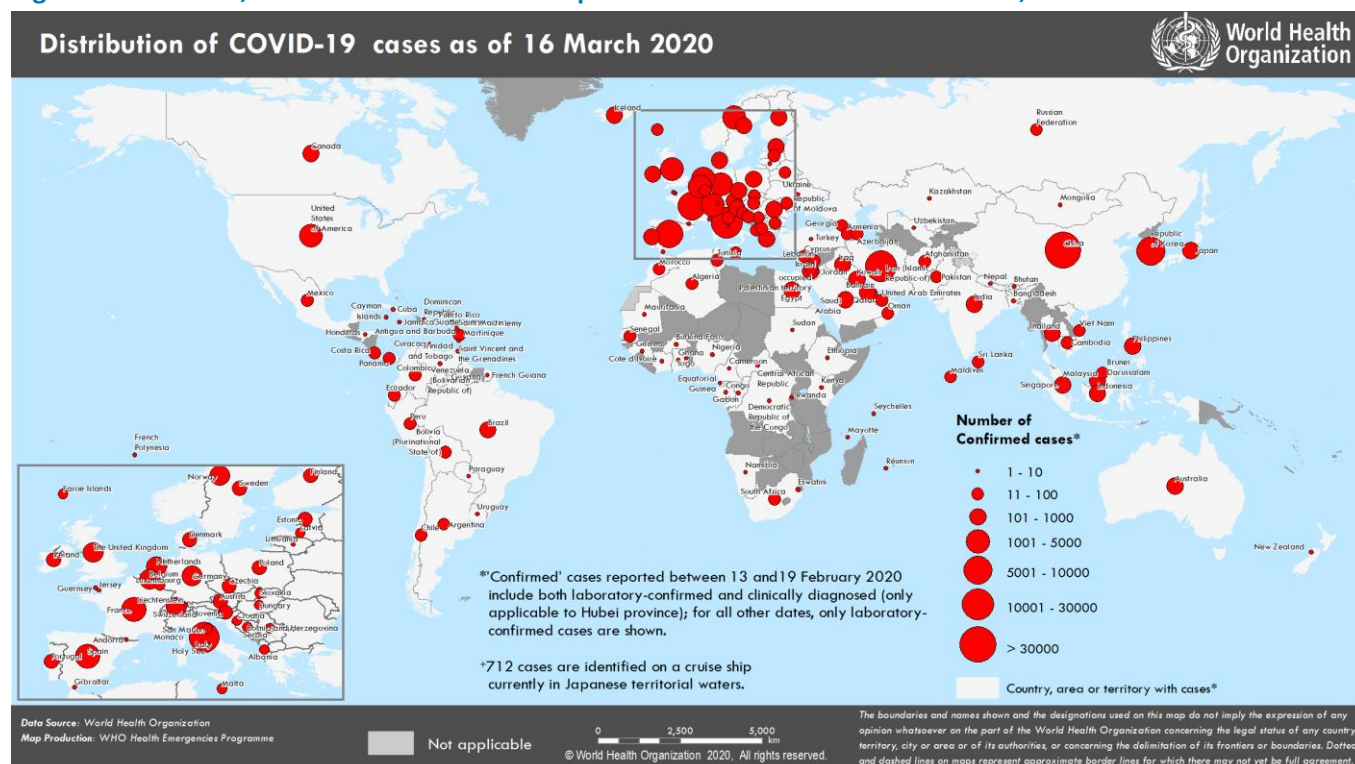 Distribution of COVID-19 cases as of 16 March 2020
World Health
Organization
Iceland
Russian
Federation
Canada
United
States
of America
Mexico
Cayman
Islands
Cuba
Dominican
Republic
Puerto Rico
Jamaica
Honduras
Antigua and Barbuda
Martinique
Costa Rica
Curacao
Trinidad
and Tobago
Saint Vincent and
the Grenadines
Panama
Colombia
Venezuela
(Bolivarian
Republic of)
French Guiana
Ecuador
Peru
Brazil
Bolivia
(Plurinational
State of)
French
Polynesia
Paraguay
Uruguay
Chile
Argentina
Ukraine
Republic
of Moldova
Kazakhstan
Mongolia
Georgia
Armenia
Uzbekistan
Turkey
Azerbaijan
Cyprus
Lebanon
Israel
Iraq
Jordan
Kuwait
Iran (Islamic
Republic of)
Afghanistan
China
Republic
of Korea
Japan
Tunisia
Morocco
Algeria
occupied
Palestinian territory
Egypt
Bahrain
Pakistan
Nepal
Bhutan
Bangladesh
Saudi
Arabia
Qatar
United Arab Emirates
Oman
India
Mauritania
Senegal
Guinea
Burkina Faso
Sudan
Cote d'Ivoire
Ghana
Togo
Nigeria
Cameroon
Ethiopia
Central African
Republic
Equatorial
Guinea
Congo
Gabon
Kenya
Rwanda
Democratic
Republic of
the Congo
Seychelles
Mayotte
Réunion
Namibia
Eswatini
South Africa
Sri Lanka
Maldives
Thailand
Viet Nam
Cambodia
Philippines
Brunei
Darussalam
Malaysia
Singapore
Indonesia
Australia
New Zealand
Norway
Finland
Sweden
Faroe Islands
Estonia
Latvia
Lithuania
Denmark
Ireland
The United Kingdom
Netherlands
Poland
Belgium
Germany
Guernsey
Jersey
Luxembourg
Czechia
Slovakia
Liechtenstein
Austria
Hungary
France
Switzerland
Slovenia
Croatia
San Marino
Bosnia and Herzegovina
Serbia
Andorra
Monaco
Italy
Holy See
Albania
Portugal
Spain
Gibraltar
Malta
*'Confirmed' cases reported between 13 and19 February 2020
include both laboratory-confirmed and clinically diagnosed (only
applicable to Hubei province); for all other dates, only laboratory-
confirmed cases are shown.
+712 cases are identified on a cruise ship
currently in Japanese territorial waters.
Number of
Confirmed cases*
1 - 10
11 - 100
101 - 1000
1001 - 5000
5001 - 10000
10001 - 30000
> 30000
Country, area or territory with cases*
Data Source: World Health Organization
Map Production: WHO Health Emergencies Programme
Not applicable
0 2,500 5,000
km
© World Health Organization 2020, All rights reserved.
The boundaries and names shown and the designations used on this map do not imply the expression of any
opinion whatsoever on the part of the World Health Organization concerning the legal status of any country,
territory, city or area or of its authorities, or concerning the delimitation of its frontiers or boundaries. Dotted
and dashed lines on maps represent approximate border lines for which there may not yet be full agreement.